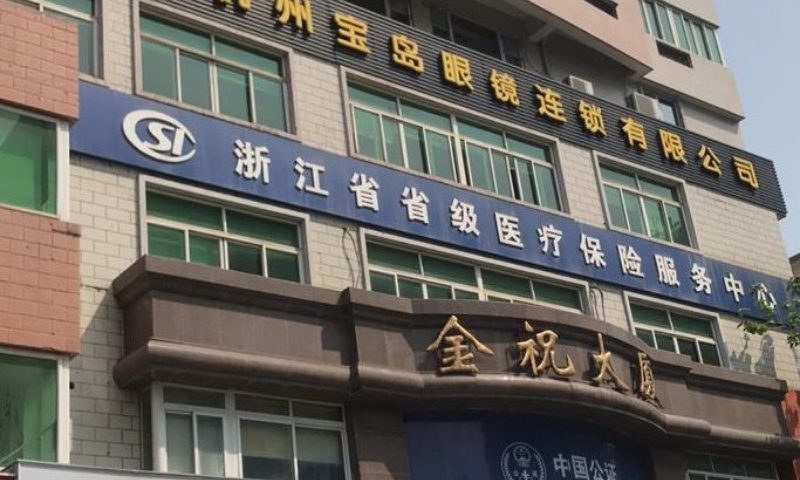 州宝岛眼镜连锁有限公司
SI 浙江省省级医疗保险服务中心
金祝大厦
中国公证